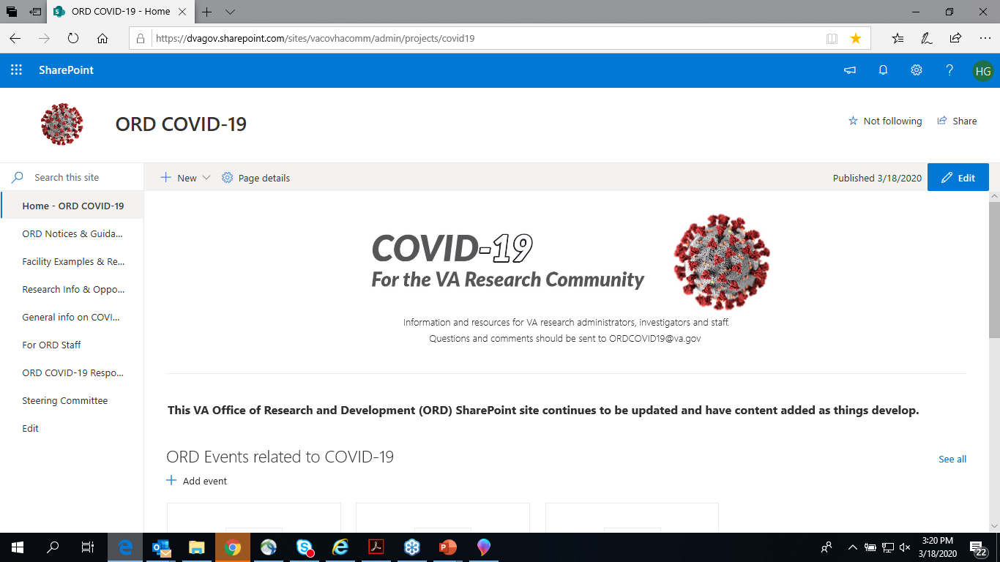 ORD COVID-19 - Home
https://dvagov.sharepoint.com/sites/vacovhacomm/admin/projects/covid19
SharePoint
?
HG
ORD COVID-19
Not following
Share
Search this site
New
Page details
Published 3/18/2020
Edit
Home - ORD COVID-19
ORD Notices & Guida...
Facility Examples & Re...
Research Info & Oppo...
General info on COVI...
For ORD Staff
ORD COVID-19 Respo...
Steering Committee
Edit
COVID-19
For the VA Research Community
Information and resources for VA research administrators, investigators and staff.
Questions and comments should be sent to ORDCOVID19@va.gov
This VA Office of Research and Development (ORD) SharePoint site continues to be updated and have content added as things develop.
ORD Events related to COVID-19
See all
Add event
3:20 PM
3/18/2020
22